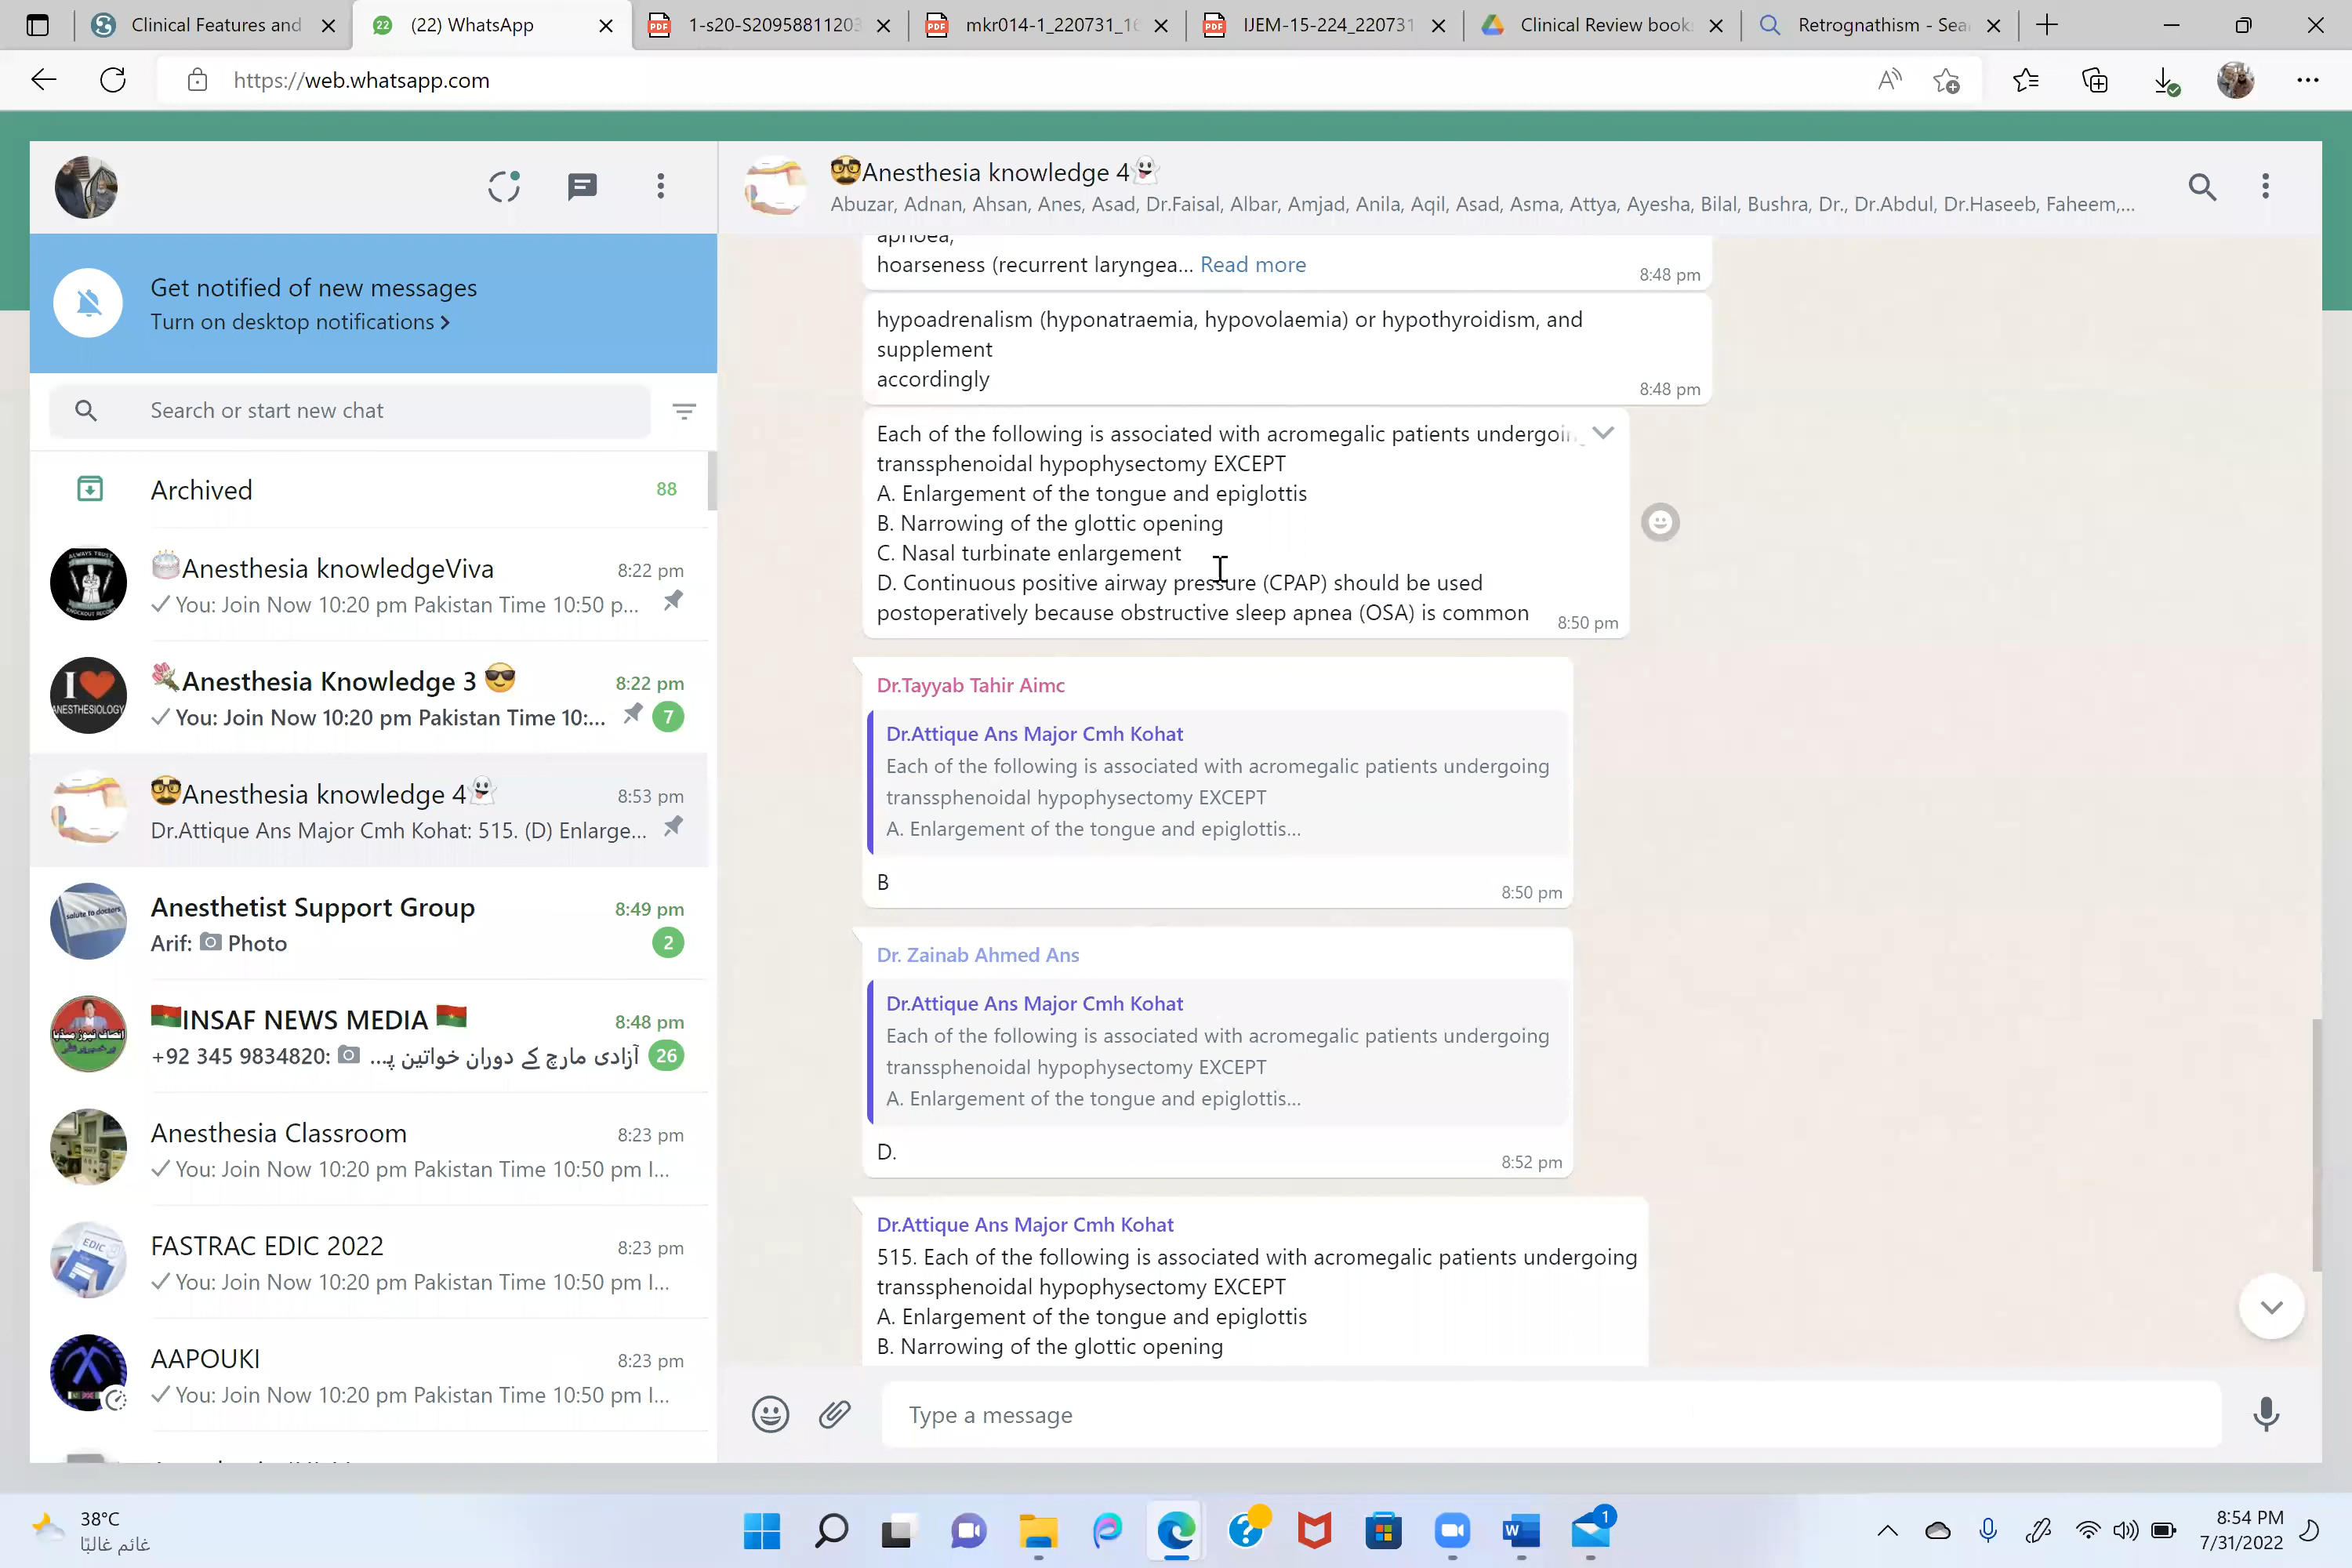 Clinical Features and
(22) WhatsApp
1-s20-S20958811203
mkr014-1_220731_16
IJEM-15-224_220731
Clinical Review book
Retrognathism - Sea
https://web.whatsapp.com
Get notified of new messages
Turn on desktop notifications
Search or start new chat
Archived
88
Anesthesia knowledgeViva
8:22 pm
You: Join Now 10:20 pm Pakistan Time 10:50 p...
I
ANESTHESIOLOGY
Anesthesia Knowledge 3
8:22 pm
You: Join Now 10:20 pm Pakistan Time 10:...
7
Anesthesia knowledge 4
8:53 pm
Dr.Attique Ans Major Cmh Kohat: 515. (D) Enlarge...
salute to doctors
Anesthetist Support Group
8:49 pm
Arif: Photo
2
INSAF NEWS MEDIA
8:48 pm
+92 345 9834820: آزادی مارچ کے دوران خواتین پ...
26
Anesthesia Classroom
8:23 pm
You: Join Now 10:20 pm Pakistan Time 10:50 pm I...
EDIC
FASTRAC EDIC 2022
8:23 pm
You: Join Now 10:20 pm Pakistan Time 10:50 pm I...
AAPOUKI
8:23 pm
You: Join Now 10:20 pm Pakistan Time 10:50 pm I...
Anesthesia knowledge 4
Abuzar, Adnan, Ahsan, Anes, Asad, Dr.Faisal, Albar, Amjad, Anila, Aqil, Asad, Asma, Attya, Ayesha, Bilal, Bushra, Dr., Dr.Abdul, Dr.Haseeb, Faheem,...
apnoea,
hoarseness (recurrent laryngea... Read more
8:48 pm
hypoadrenalism (hyponatraemia, hypovolaemia) or hypothyroidism, and
supplement
accordingly
8:48 pm
Each of the following is associated with acromegalic patients undergoing
transsphenoidal hypophysectomy EXCEPT
A. Enlargement of the tongue and epiglottis
B. Narrowing of the glottic opening
C. Nasal turbinate enlargement
D. Continuous positive airway pressure (CPAP) should be used
postoperatively because obstructive sleep apnea (OSA) is common
8:50 pm
Dr.Tayyab Tahir Aimc
Dr.Attique Ans Major Cmh Kohat
Each of the following is associated with acromegalic patients undergoing
transsphenoidal hypophysectomy EXCEPT
A. Enlargement of the tongue and epiglottis...
B
8:50 pm
Dr. Zainab Ahmed Ans
Dr.Attique Ans Major Cmh Kohat
Each of the following is associated with acromegalic patients undergoing
transsphenoidal hypophysectomy EXCEPT
A. Enlargement of the tongue and epiglottis...
D.
8:52 pm
Dr.Attique Ans Major Cmh Kohat
515. Each of the following is associated with acromegalic patients undergoing
transsphenoidal hypophysectomy EXCEPT
A. Enlargement of the tongue and epiglottis
B. Narrowing of the glottic opening
Type a message
38°C
غائم غالبًا
1
8:54 PM
7/31/2022